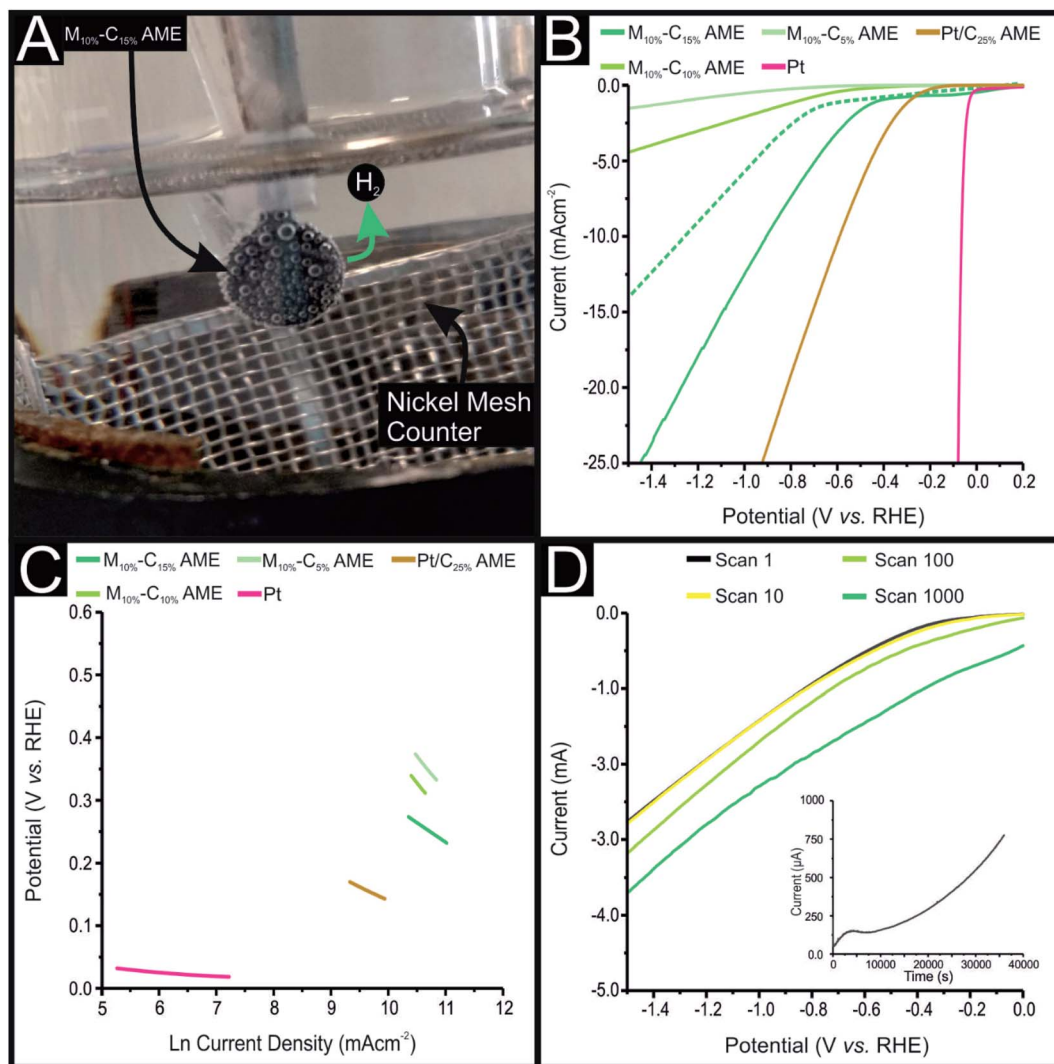 A
M10%-C15% AME
H2
Nickel Mesh
Counter
B
M10%-C15% AME M10%-C5% AME Pt/C25% AME
M10%-C10% AME Pt
0.0
-5.0
-10.0
-15.0
-20.0
-25.0
Current (mAcm-2)
-1.4 -1.2 -1.0 -0.8 -0.6 -0.4 -0.2 0.0 0.2
Potential (V vs. RHE)
C
M10%-C15% AME M10%-C5% AME Pt/C25% AME
M10%-C10% AME Pt
0.6
0.5
0.4
0.3
0.2
0.1
0.0
Potential (V vs. RHE)
5 6 7 8 9 10 11 12
Ln Current Density (mAcm-2)
D
Scan 1 Scan 100
Scan 10 Scan 1000
0.0
-1.0
-3.0
-3.0
-4.0
-5.0
Current (mA)
1000
750
500
250
0.0
Current (µA)
0 10000 20000 30000 40000
Time (s)
-1.4 -1.2 -1.0 -0.8 -0.6 -0.4 -0.2 0.0
Potential (V vs. RHE)